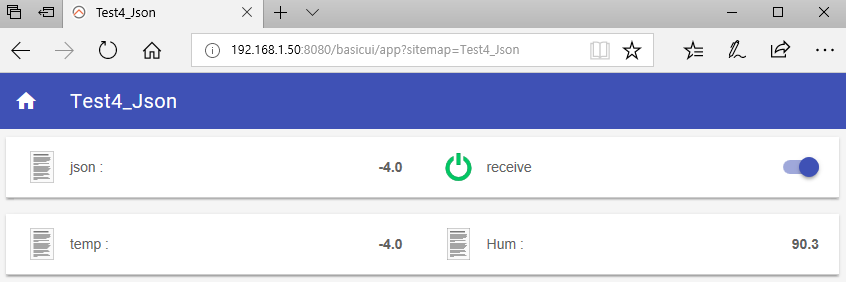 Test4_Json
192.168.1.50:8080/basicui/app?sitemap=Test4_Json
Test4_Json
json : -4.0 receive
temp : -4.0 Hum : 90.3